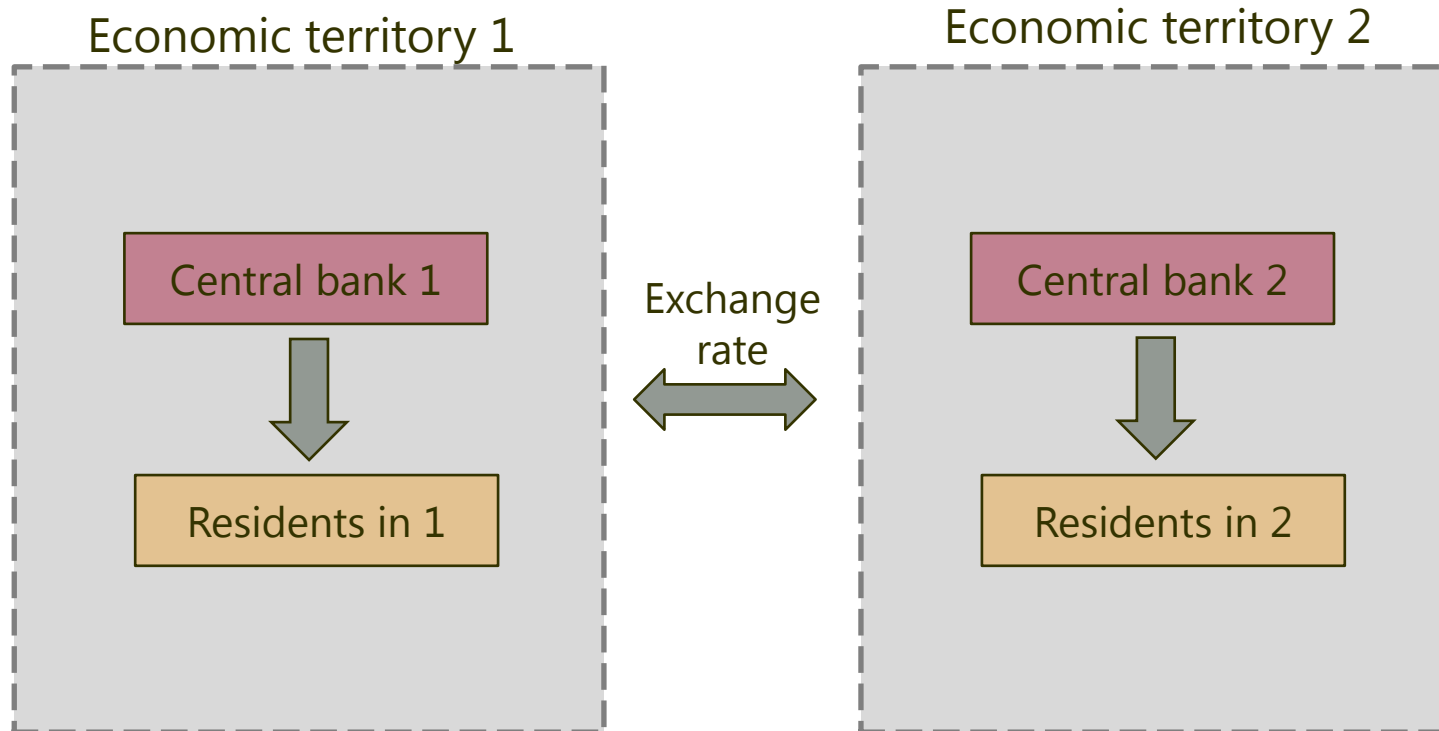 Economic territory 1
Economic territory 2
Central bank 1
Exchange
rate
Central bank 2
Residents in 1
Residents in 2